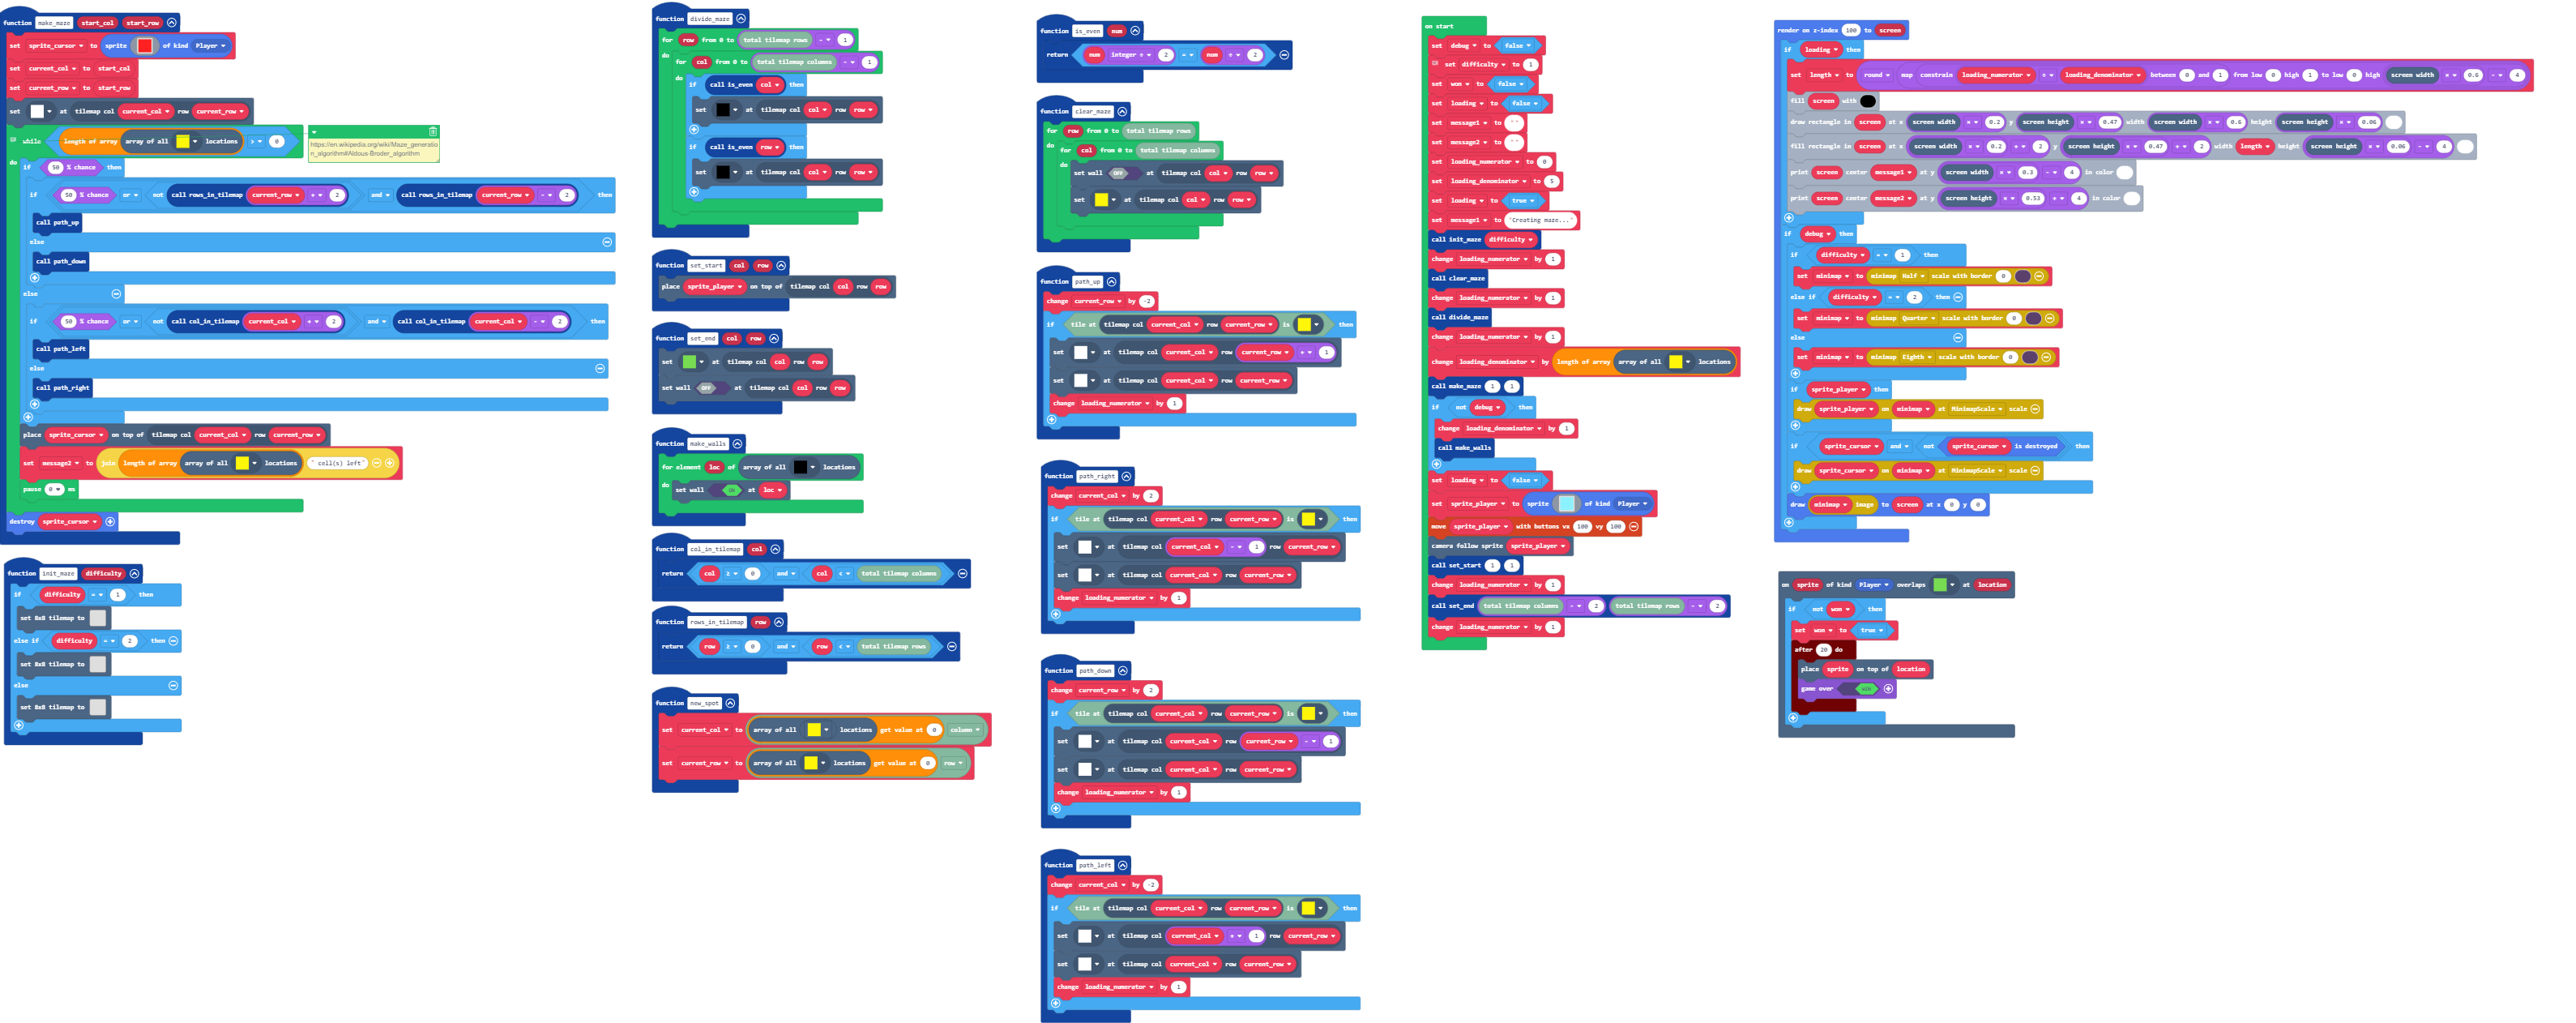 function make_maze start_col start_row
set sprite_cursor to sprite of kind Player
set current_col to start_col
set current_row to start_row
set at tilemap col current_col row current_row
while length of array array of all locations > 0
https://en.wikipedia.org/wiki/Maze_generatio
n_algorithm#Aldous-Broder_algorithm
do if 50 % chance then
if 50 % chance or not call rows_in_tilemap current_row + 2 and call rows_in_tilemap current_row - 2 then
call path_up
else
call path_down
else
if 50 % chance or not call col_in_tilemap current_col + 2 and call col_in_tilemap current_col - 2 then
call path_left
else
call path_right
place sprite_cursor on top of tilemap col current_col row current_row
set message2 to join length of array array of all locations " cell(s) left"
pause 0 ms
destroy sprite_cursor
function init_maze difficulty
if difficulty = 1 then
set 8x8 tilemap to
else if difficulty = 2 then
set 8x8 tilemap to
else
set 8x8 tilemap to
function divide_maze
for row from 0 to total tilemap rows - 1
do for col from 0 to total tilemap columns - 1
do if call is_even col then
set at tilemap col col row row
if call is_even row then
set at tilemap col col row row
function set_start col row
place sprite_player on top of tilemap col col row row
function set_end col row
set at tilemap col col row row
set wall OFF at tilemap col col row row
function make_walls
for element loc of array of all locations
do set wall ON at loc
function col_in_tilemap col
return col ≥ 0 and col < total tilemap columns
function rows_in_tilemap row
return row ≥ 0 and row < total tilemap rows
function new_spot
set current_col to array of all locations get value at 0 column
set current_row to array of all locations get value at 0 row
function is_even num
return num integer ÷ 2 = num ÷ 2
function clear_maze
for row from 0 to total tilemap rows
do for col from 0 to total tilemap columns
do set wall OFF at tilemap col col row row
set at tilemap col col row row
function path_up
change current_row by -2
if tile at tilemap col current_col row current_row is then
set at tilemap col current_col row current_row + 1
set at tilemap col current_col row current_row
change loading_numerator by 1
function path_right
change current_col by 2
if tile at tilemap col current_col row current_row is then
set at tilemap col current_col - 1 row current_row
set at tilemap col current_col row current_row
change loading_numerator by 1
function path_down
change current_row by 2
if tile at tilemap col current_col row current_row is then
set at tilemap col current_col row current_row - 1
set at tilemap col current_col row current_row
change loading_numerator by 1
function path_left
change current_col by -2
if tile at tilemap col current_col row current_row is then
set at tilemap col current_col + 1 row current_row
set at tilemap col current_col row current_row
change loading_numerator by 1
on start
set debug to false
set difficulty to 1
set won to false
set loading to false
set message1 to " "
set message2 to " "
set loading_numerator to 0
set loading_denominator to 5
set loading to true
set message1 to "Creating maze..."
call init_maze difficulty
change loading_numerator by 1
call clear_maze
change loading_numerator by 1
call divide_maze
change loading_numerator by 1
change loading_denominator by length of array array of all locations
call make_maze 1 1
if not debug then
change loading_denominator by 1
call make_walls
set loading to false
set sprite_player to sprite of kind Player
move sprite_player with buttons vx 100 vy 100
camera follow sprite sprite_player
call set_start 1 1
change loading_numerator by 1
call set_end total tilemap columns - 2 total tilemap rows - 2
change loading_numerator by 1
render on z-index 100 to screen
if loading then
set length to round map constrain loading_numerator ÷ loading_denominator between 0 and 1 from low 0 high 1 to low 0 high screen width × 0.6 - 4
fill screen with
draw rectangle in screen at x screen width × 0.2 y screen height × 0.47 width screen width × 0.6 height screen height × 0.06
fill rectangle in screen at x screen width × 0.2 + 2 y screen height × 0.47 + 2 width length height screen height × 0.06 - 4
print screen center message1 at y screen width × 0.3 - 4 in color
print screen center message2 at y screen height × 0.53 + 4 in color
if debug then
if difficulty = 1 then
set minimap to minimap Half scale with border 0
else if difficulty = 2 then
set minimap to minimap Quarter scale with border 0
else
set minimap to minimap Eighth scale with border 0
if sprite_player then
draw sprite_player on minimap at MinimapScale scale
if sprite_cursor and not sprite_cursor is destroyed then
draw sprite_cursor on minimap at MinimapScale scale
draw minimap image to screen at x 0 y 0
on sprite of kind Player overlaps at location
if not won then
set won to true
after 20 do
place sprite on top of location
game over WIN